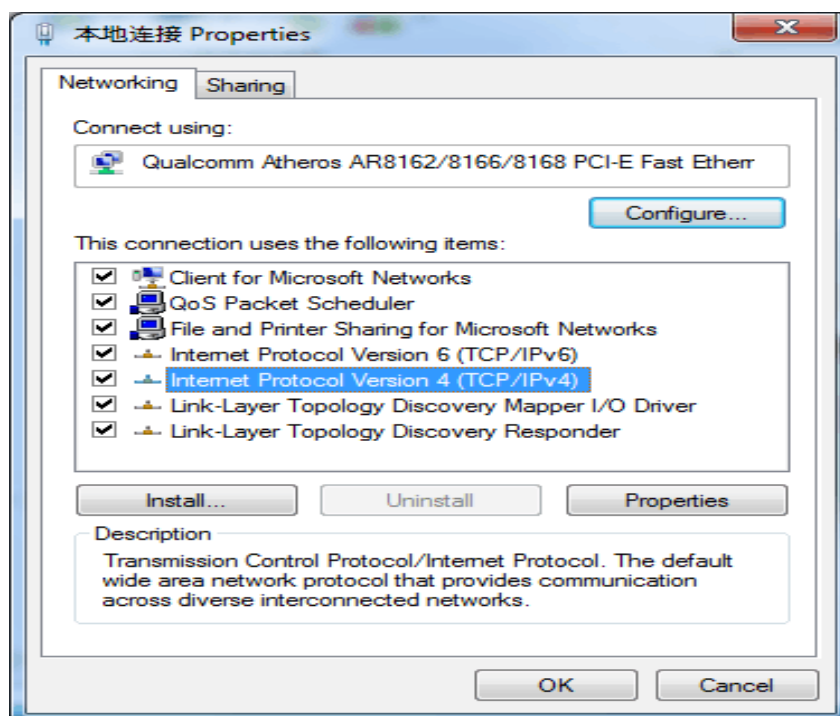 本地连接 Properties
Networking
Sharing
Connect using:
Qualcomm Atheros AR8162/8166/8168 PCI-E Fast Etherr
Configure...
This connection uses the following items:
Client for Microsoft Networks
QoS Packet Scheduler
File and Printer Sharing for Microsoft Networks
Internet Protocol Version 6 (TCP/IPv6)
Internet Protocol Version 4 (TCP/IPv4)
Link-Layer Topology Discovery Mapper I/O Driver
Link-Layer Topology Discovery Responder
Install...
Uninstall
Properties
Description
Transmission Control Protocol/Internet Protocol. The default
wide area network protocol that provides communication
across diverse interconnected networks.
OK
Cancel